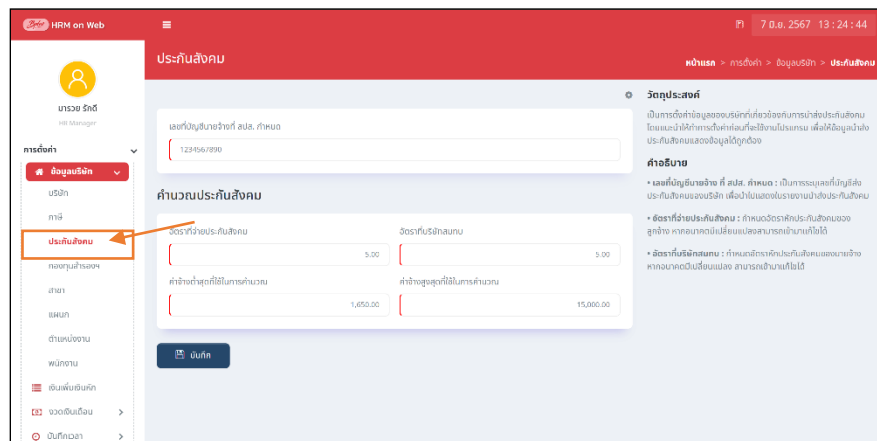 HRM on Web
7 มิ.ย. 2567 13 : 24 : 44
ประกันสังคม
หน้าแรก > การตั้งค่า > ข้อมูลบริษัท > ประกันสังคม
มารวย รักดี
HR Manager
การตั้งค่า
ข้อมูลบริษัท
บริษัท
ภาษี
ประกันสังคม
กองทุนสำรองฯ
สาขา
แผนก
ตำแหน่งงาน
พนักงาน
เงินเพิ่มเงินหัก
งวดเงินเดือน
บันทึกเวลา
เลขที่บัญชีนายจ้างที่ สปส. กำหนด
1234567890
คำนวณประกันสังคม
อัตราที่จ่ายประกันสังคม
อัตราที่บริษัทสมทบ
5.00
5.00
ค่าจ้างต่ำสุดที่ใช้ในการคำนวณ
ค่าจ้างสูงสุดที่ใช้ในการคำนวณ
1,650.00
15,000.00
บันทึก
วัตถุประสงค์
เป็นการตั้งค่าข้อมูลของบริษัทที่เกี่ยวข้องกับการนำส่งประกันสังคม
โดยแนะนำให้ทำการตั้งค่าก่อนที่จะใช้งานโปรแกรม เพื่อให้ข้อมูลนำส่ง
ประกันสังคมแสดงข้อมูลได้ถูกต้อง
คำอธิบาย
• เลขที่บัญชีนายจ้าง ที่ สปส. กำหนด : เป็นการระบุเลขที่บัญชีส่ง
ประกันสังคมของบริษัท เพื่อนำไปแสดงในรายงานนำส่งประกันสังคม
• อัตราที่จ่ายประกันสังคม : กำหนดอัตราหักประกันสังคมของ
ลูกจ้าง หากอนาคตมีเปลี่ยนแปลงสามารถเข้ามาแก้ไขได้
• อัตราที่บริษัทสมทบ : กำหนดอัตราหักประกันสังคมของนายจ้าง
หากอนาคตมีเปลี่ยนแปลง สามารถเข้ามาแก้ไขได้